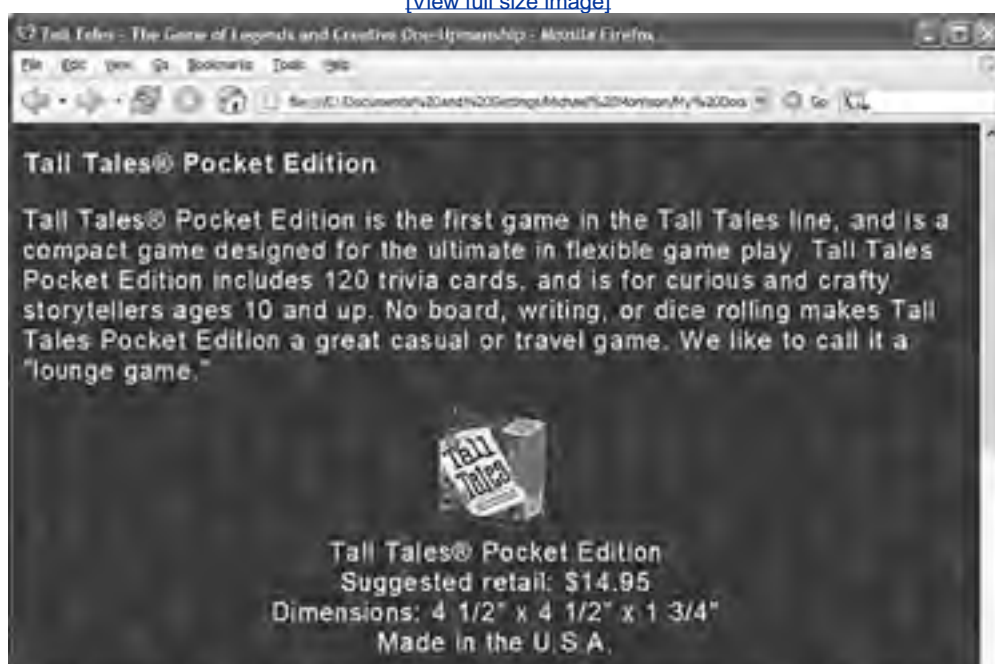 [View full size image]
Tall Tales - The Game of Legends and Creative One-Upmanship - Mozilla Firefox
File Edit View Go Bookmarks Tools Help
Go
Tall Tales® Pocket Edition
Tall Tales® Pocket Edition is the first game in the Tall Tales line, and is a
compact game designed for the ultimate in flexible game play. Tall Tales
Pocket Edition includes 120 trivia cards, and is for curious and crafty
storytellers ages 10 and up. No board, writing, or dice rolling makes Tall
Tales Pocket Edition a great casual or travel game. We like to call it a
"lounge game."
Tall
Tales
Tall Tales® Pocket Edition
Suggested retail: $14.95
Dimensions: 4 1/2" x 4 1/2" x 1 3/4"
Made in the U.S.A.